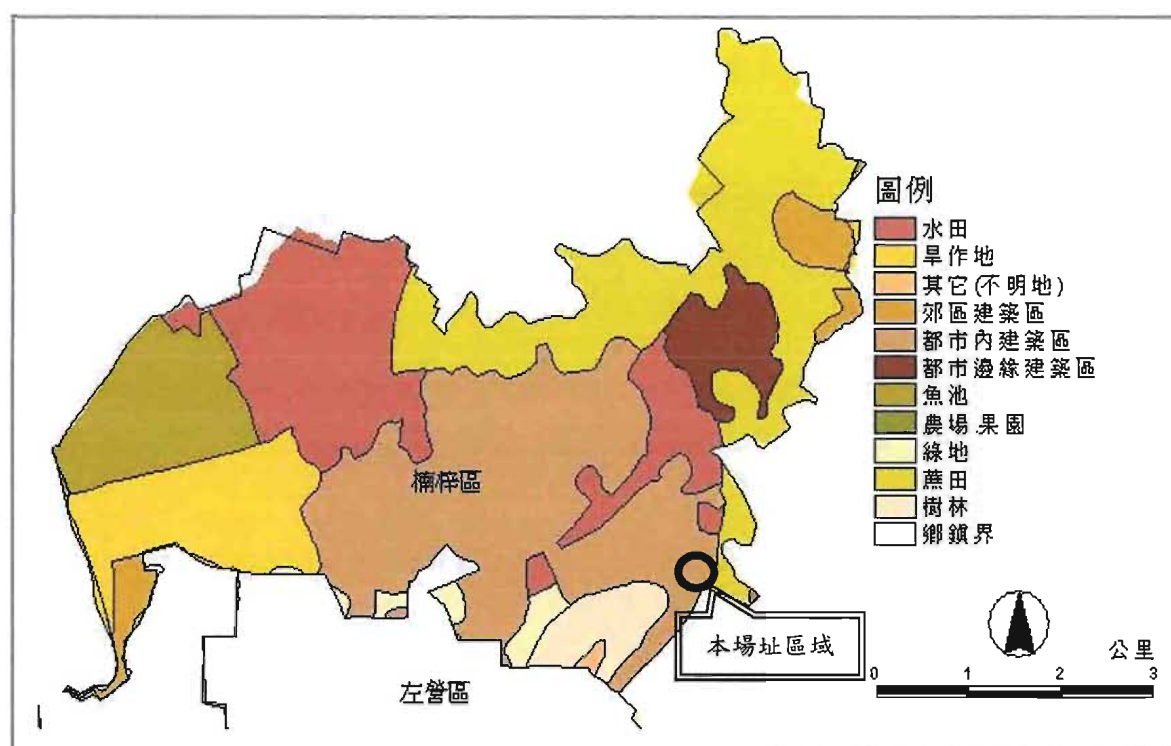 圖例
水田
旱作地
其它(不明地)
郊區建築區
都市內建築區
都市邊緣建築區
魚池
農場.果園
綠地
蔗田
樹林
鄉鎮界
楠梓區
左營區
本場址區域
公里
0 1 2 3